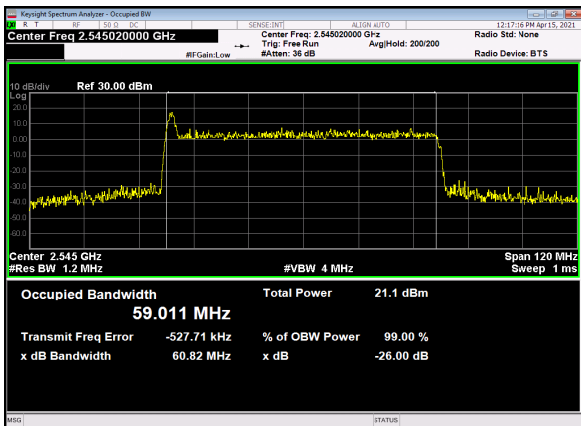 Keysight Spectrum Analyzer - Occupied BW
R T RF 50 Ω DC SENSE:INT ALIGN AUTO 12:17:16 PM Apr 15, 2021
Center Freq 2.545020000 GHz Center Freq: 2.545020000 GHz Radio Std: None
Trig: Free Run Avg|Hold: 200/200
#IFGain:Low #Atten: 36 dB Radio Device: BTS
10 dB/div Ref 30.00 dBm
Log
20.0
10.0
0.00
-10.0
-20.0
-30.0
-40.0
-50.0
-60.0
Center 2.545 GHz Span 120 MHz
#Res BW 1.2 MHz #VBW 4 MHz Sweep 1 ms
Occupied Bandwidth Total Power 21.1 dBm
59.011 MHz
Transmit Freq Error -527.71 kHz % of OBW Power 99.00 %
x dB Bandwidth 60.82 MHz x dB -26.00 dB
MSG STATUS